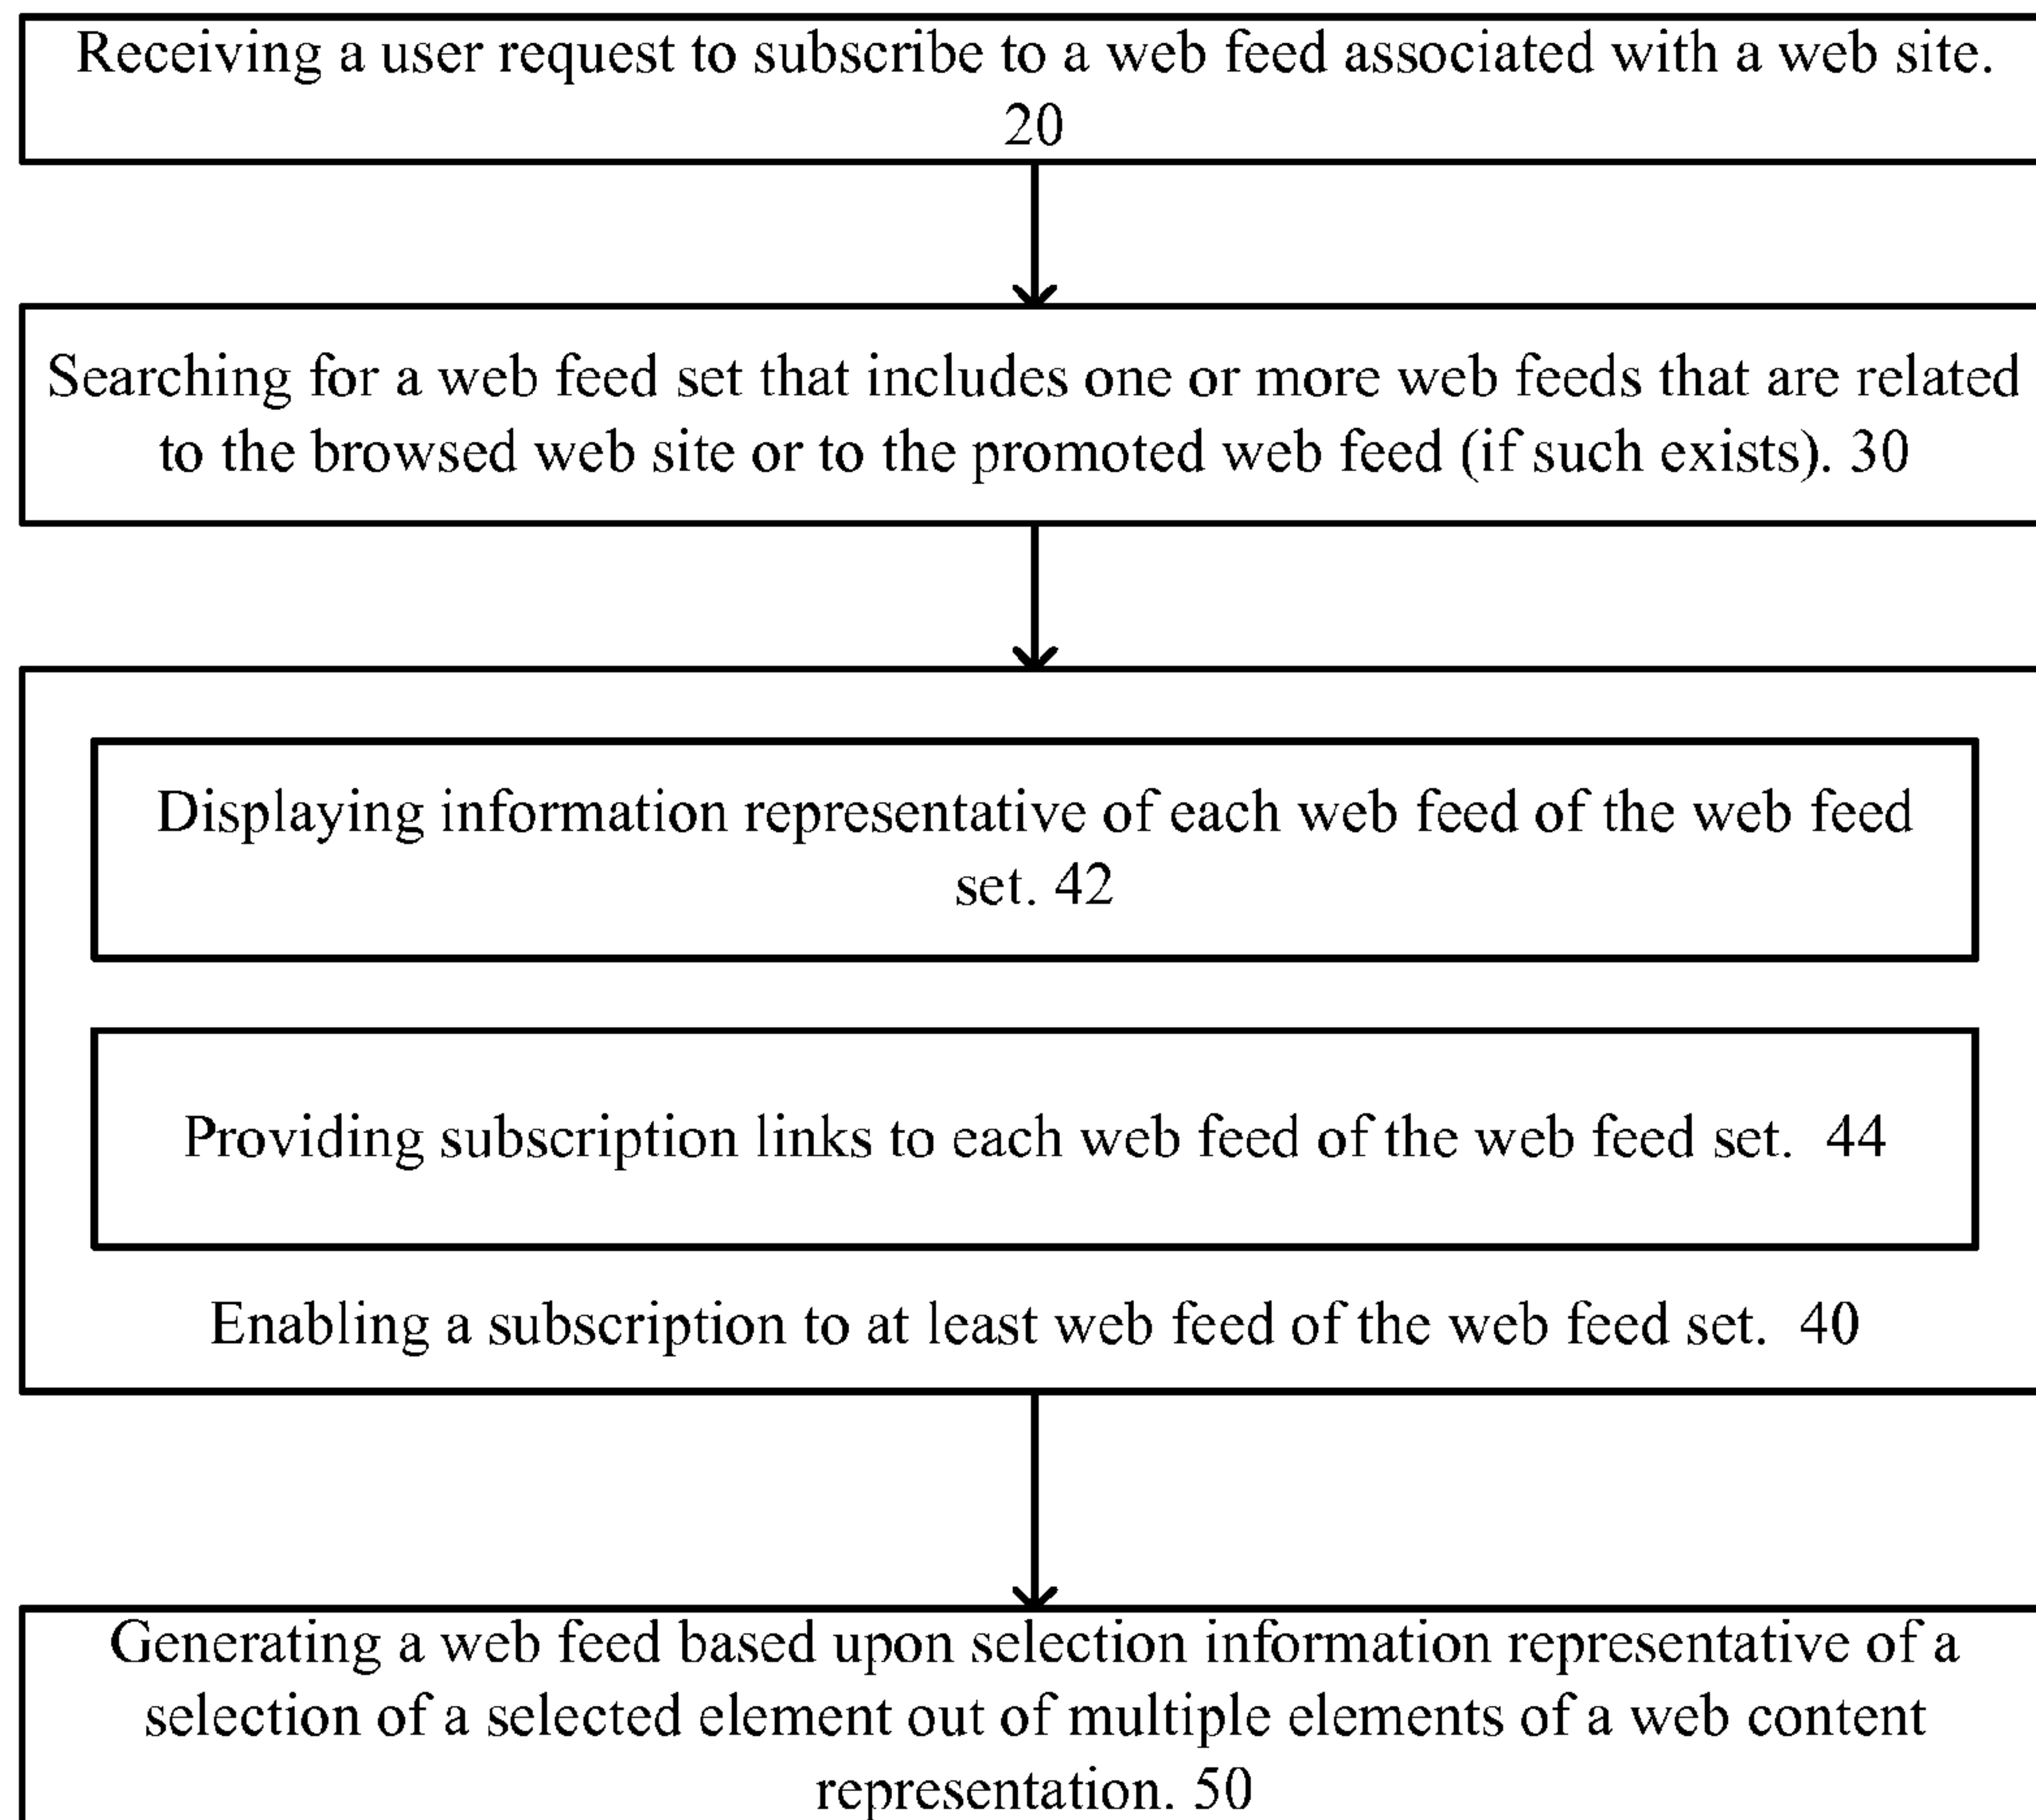 Receiving a user request to subscribe to a web feed associated with a web site.
20
Searching for a web feed set that includes one or more web feeds that are related
to the browsed web site or to the promoted web feed (if such exists). 30
Displaying information representative of each web feed of the web feed
set. 42
Providing subscription links to each web feed of the web feed set. 44
Enabling a subscription to at least web feed of the web feed set. 40
Generating a web feed based upon selection information representative of a
selection of a selected element out of multiple elements of a web content
representation. 50